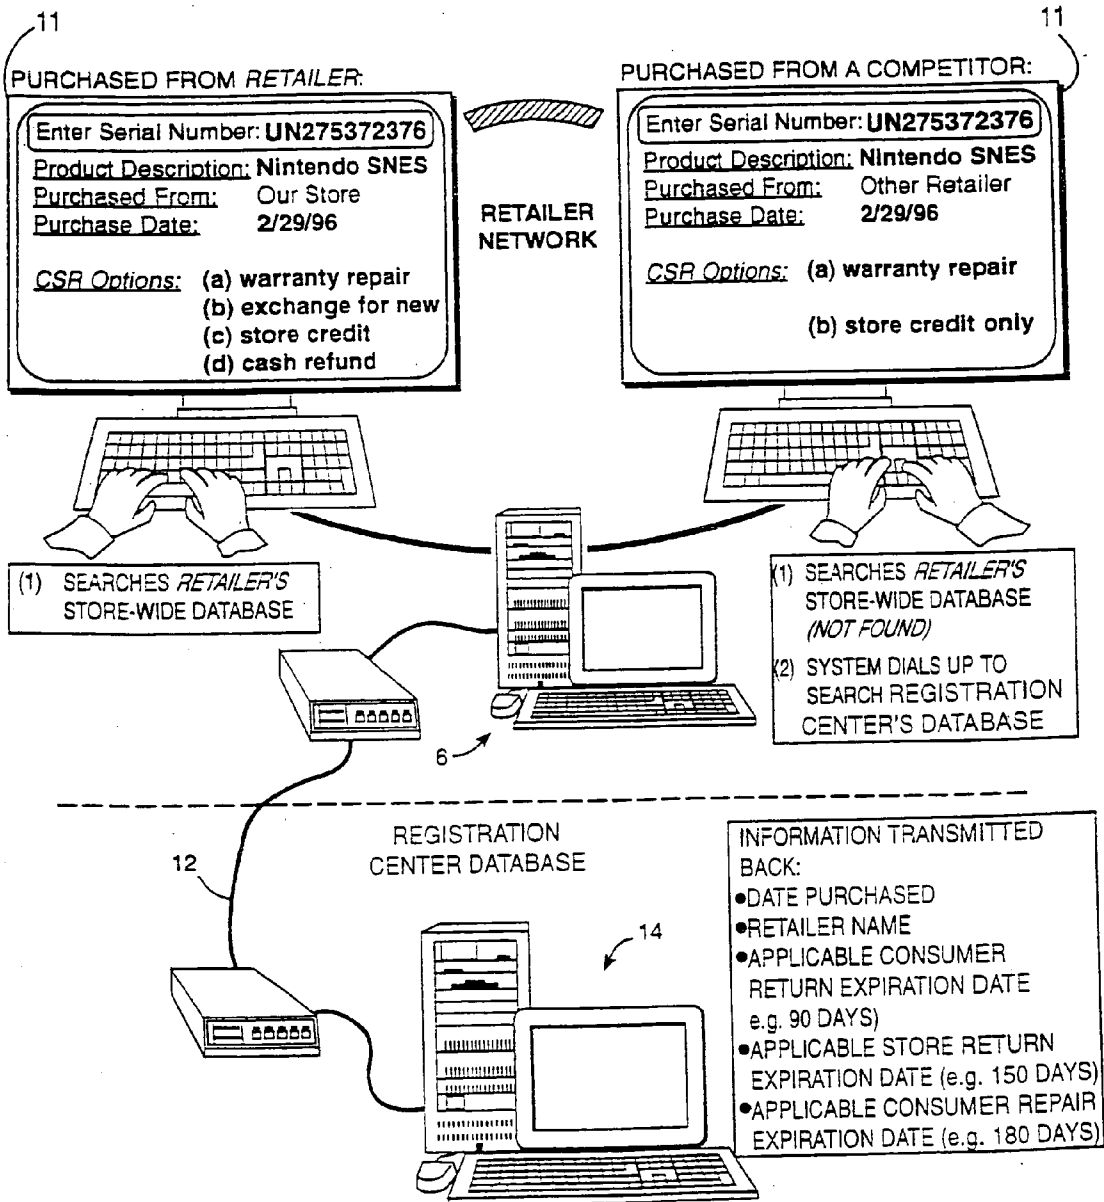 11
PURCHASED FROM RETAILER:
Enter Serial Number: UN275372376
Product Description: Nintendo SNES
Purchased From: Our Store
Purchase Date: 2/29/96
CSR Options: (a) warranty repair
(b) exchange for new
(c) store credit
(d) cash refund
RETAILER
NETWORK
11
PURCHASED FROM A COMPETITOR:
Enter Serial Number: UN275372376
Product Description: Nintendo SNES
Purchased From: Other Retailer
Purchase Date: 2/29/96
CSR Options: (a) warranty repair
(b) store credit only
(1) SEARCHES RETAILER'S
STORE-WIDE DATABASE
(1) SEARCHES RETAILER'S
STORE-WIDE DATABASE
(NOT FOUND)
(2) SYSTEM DIALS UP TO
SEARCH REGISTRATION
CENTER'S DATABASE
6
12
REGISTRATION
CENTER DATABASE
14
INFORMATION TRANSMITTED
BACK:
•DATE PURCHASED
•RETAILER NAME
•APPLICABLE CONSUMER
RETURN EXPIRATION DATE
e.g. 90 DAYS)
•APPLICABLE STORE RETURN
EXPIRATION DATE (e.g. 150 DAYS)
•APPLICABLE CONSUMER REPAIR
EXPIRATION DATE (e.g. 180 DAYS)